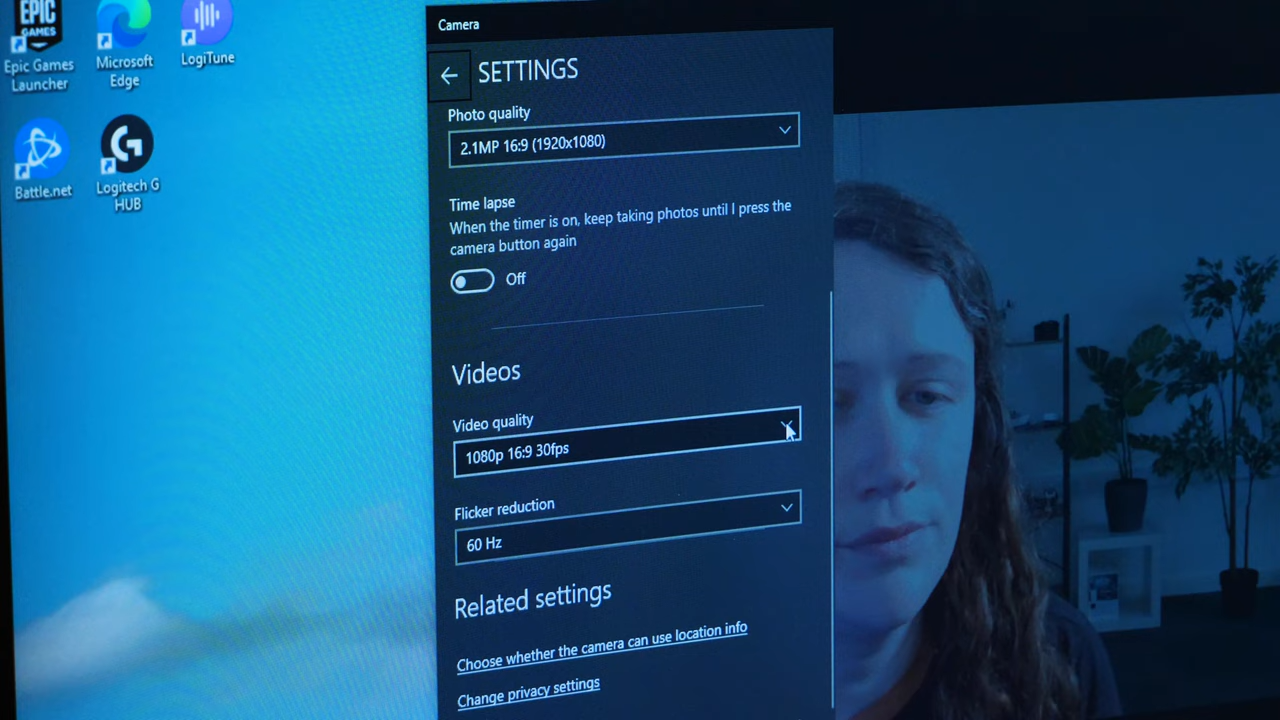 EPIC
GAMES
Epic Games
Launcher
Microsoft
Edge
LogiTune
Battle.net
Logitech G
HUB
Camera
SETTINGS
Photo quality
2.1MP 16:9 (1920x1080)
Time lapse
When the timer is on, keep taking photos until I press the
camera button again
Off
Videos
Video quality
1080p 16:9 30fps
Flicker reduction
60 Hz
Related settings
Choose whether the camera can use location info
Change privacy settings